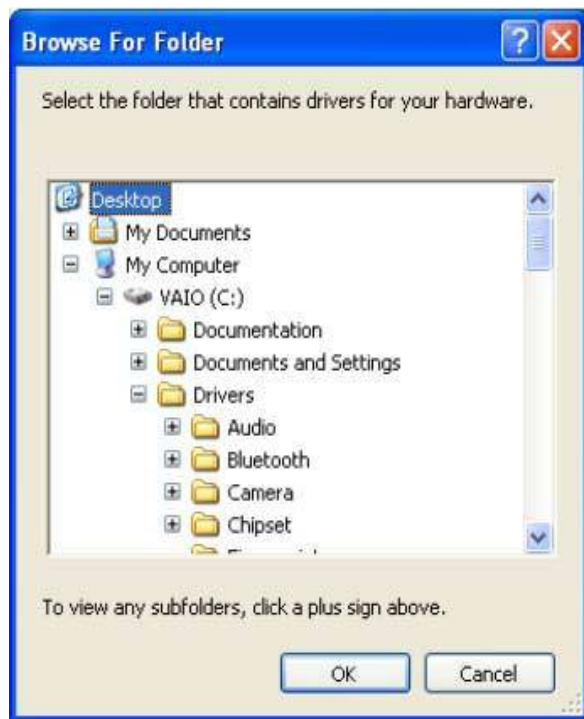 Browse For Folder
Select the folder that contains drivers for your hardware.
Desktop
My Documents
My Computer
VAIO (C:)
Documentation
Documents and Settings
Drivers
Audio
Bluetooth
Camera
Chipset
To view any subfolders, click a plus sign above.
OK Cancel